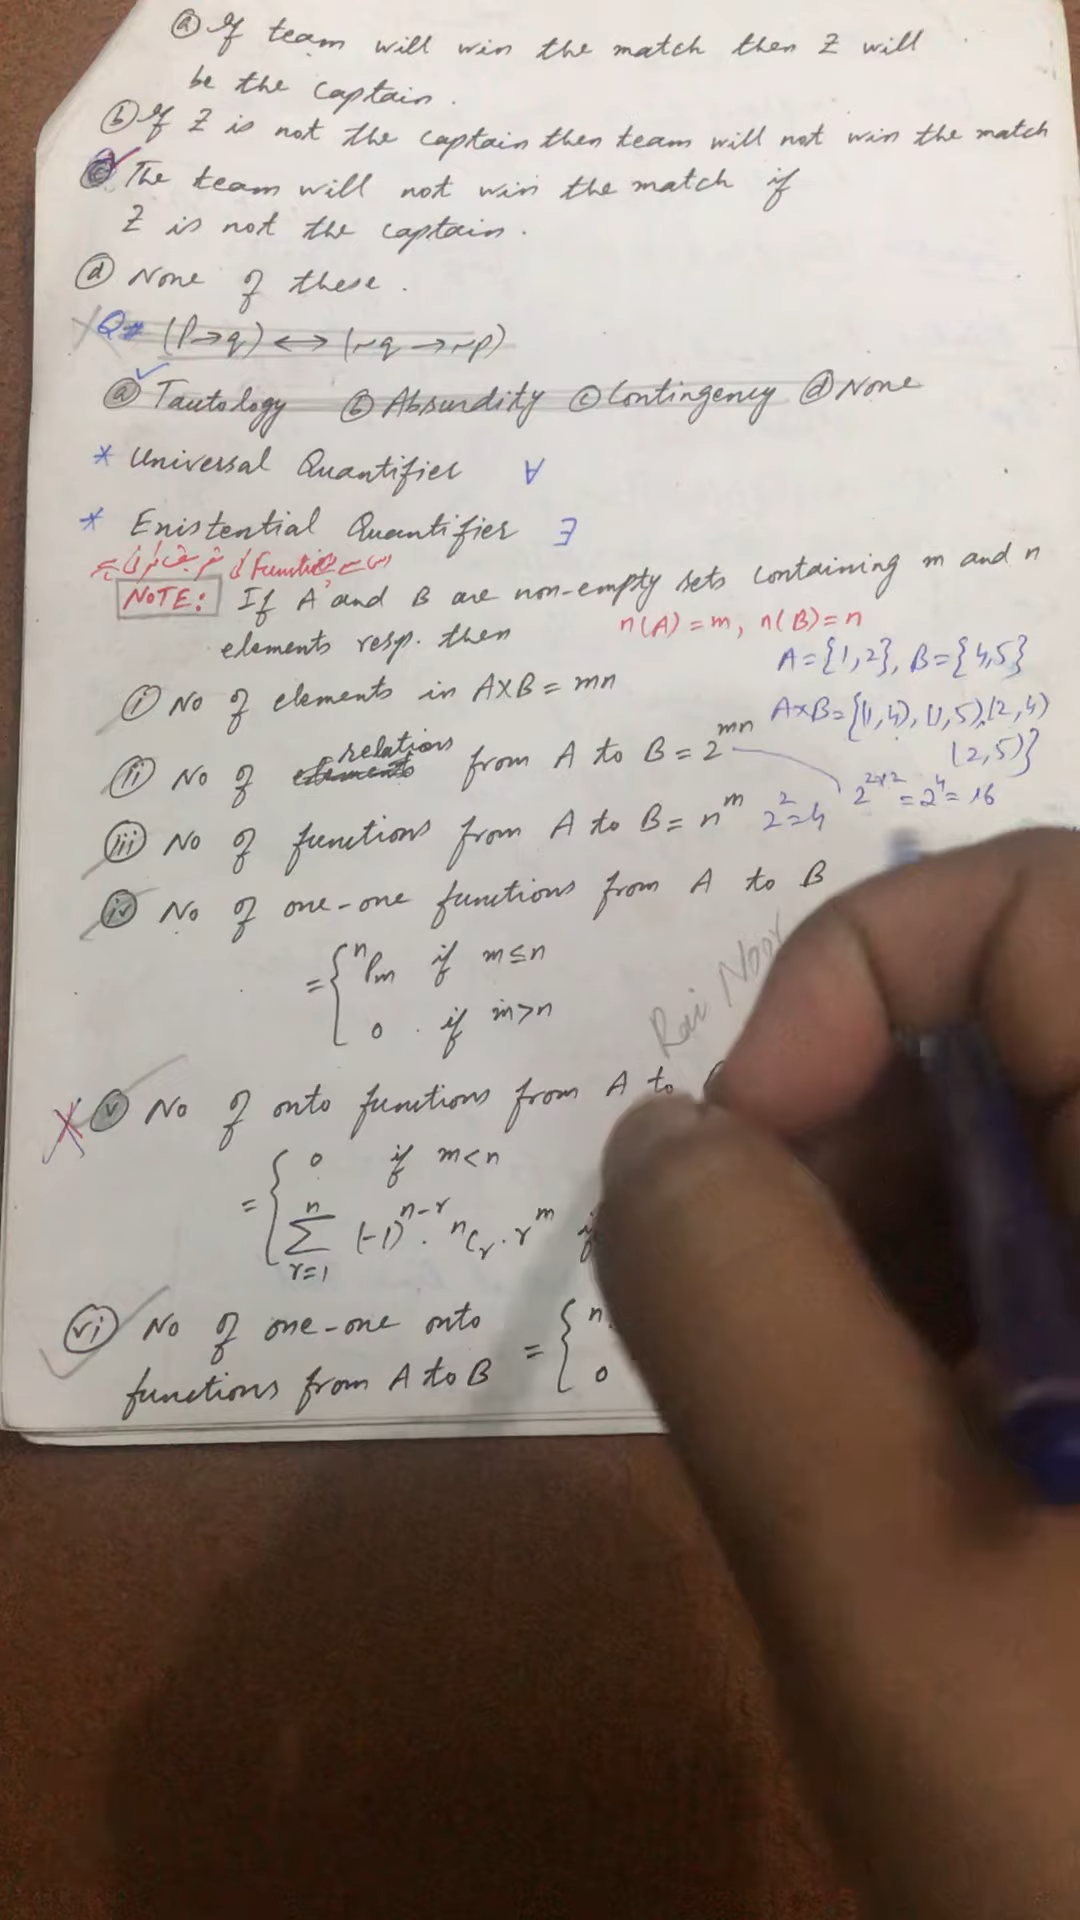 ⓐ If team will win the match then Z will
be the captain.
ⓑ If Z is not the captain then team will not win the match
ⓒ The team will not win the match if
Z is not the captain.
ⓓ None of these.
Q# (P→q) ↔ (~q →~p)
ⓐ Tautology ⓑ Absurdity ⓒ Contingency ⓓ None
* Universal Quantifier ∀
* Enistential Quantifier ∃
Function
NOTE: If A and B are non-empty sets containing m and n
elements resp. then n(A)=m, n(B)=n
A={1,2}, B={4,5}
(i) No of elements in A×B = mn
A×B={(1,4), (1,5),(2,4)
(2,5)}
(ii) No of relations from A to B = 2^mn
2^2×2 = 2^4 = 16
(iii) No of functions from A to B = n^m 2^2=4
(iv) No of one-one functions from A to B
= { ⁿPm if m≤n
0 . if m>n
Rai Noor
(v) No of onto functions from A to
= { 0 if m<n
n Σ r=1 (-1)^n-r . ⁿCr . r^m
(vi) No of one-one onto
functions from A to B = { n
0